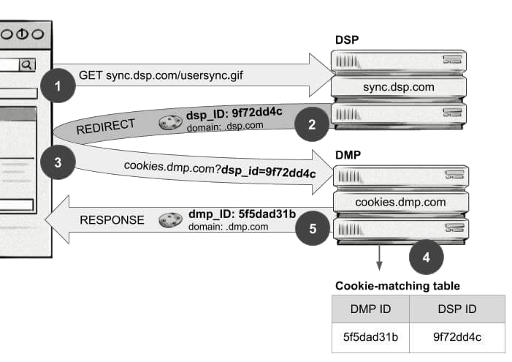 DSP
1
GET sync.dsp.com/usersync.gif
sync.dsp.com
REDIRECT
dsp_ID: 9f72dd4c
domain: .dsp.com
2
DMP
3
cookies.dmp.com?dsp_id=9f72dd4c
cookies.dmp.com
RESPONSE
dmp_ID: 5f5dad31b
domain: .dmp.com
5
4
Cookie-matching table
DMP ID DSP ID
5f5dad31b 9f72dd4c